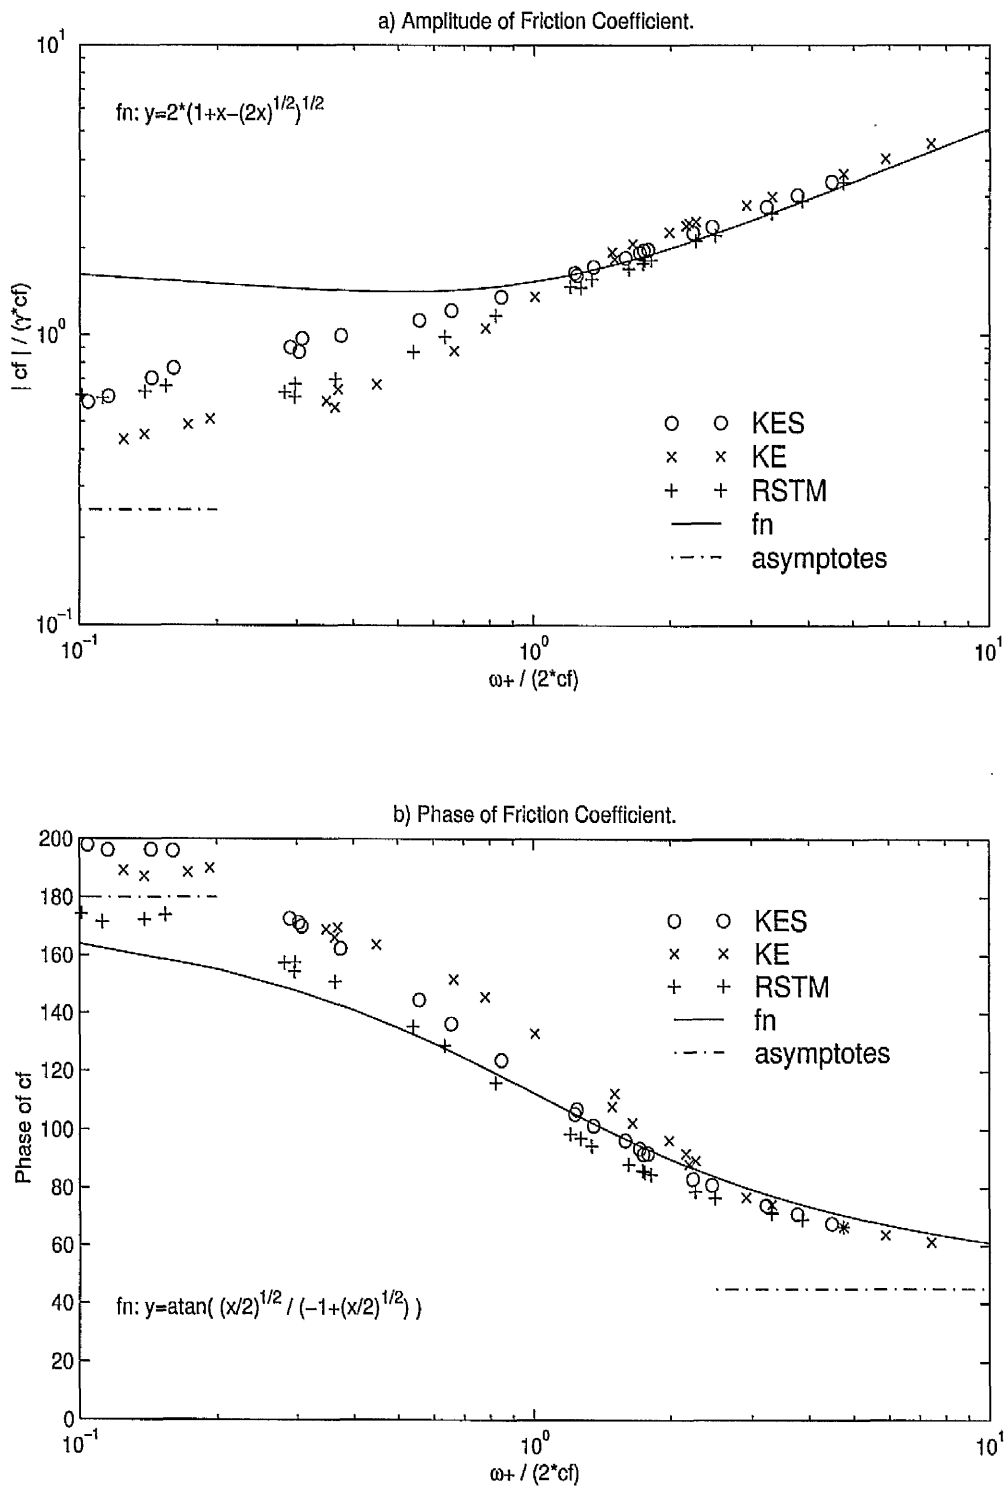 a) Amplitude of Friction Coefficient.
10^1
fn: y=2*(1+x−(2x)^1/2)^1/2
10^0
| cf | / (γ*cf)
O O KES
× × KE
+ + RSTM
fn
asymptotes
10^−1
10^−1 10^0 10^1
ω+ / (2*cf)
b) Phase of Friction Coefficient.
200
180
160
140
120
100
80
60
40
20
0
Phase of cf
O O KES
× × KE
+ + RSTM
fn
asymptotes
fn: y=atan( (x/2)^1/2 / (−1+(x/2)^1/2) )
10^−1 10^0 10^1
ω+ / (2*cf)